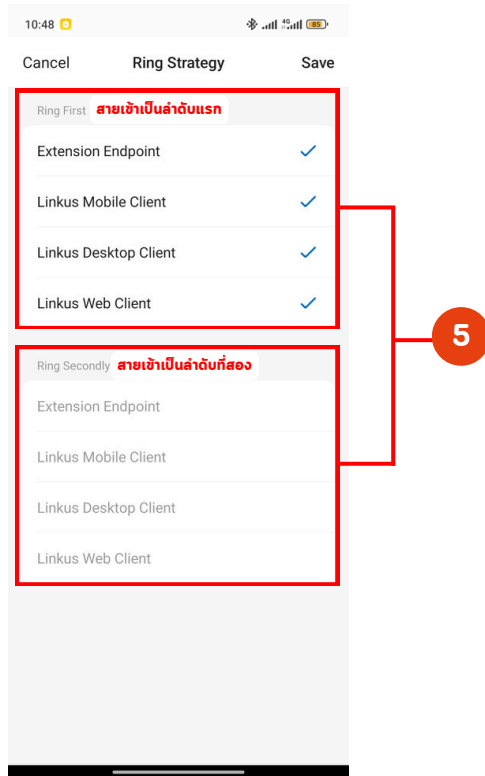 10:48 4G 85
Cancel Ring Strategy Save
Ring First สายเข้าเป็นลำดับแรก
Extension Endpoint
Linkus Mobile Client
Linkus Desktop Client
Linkus Web Client
5
Ring Secondly สายเข้าเป็นลำดับที่สอง
Extension Endpoint
Linkus Mobile Client
Linkus Desktop Client
Linkus Web Client